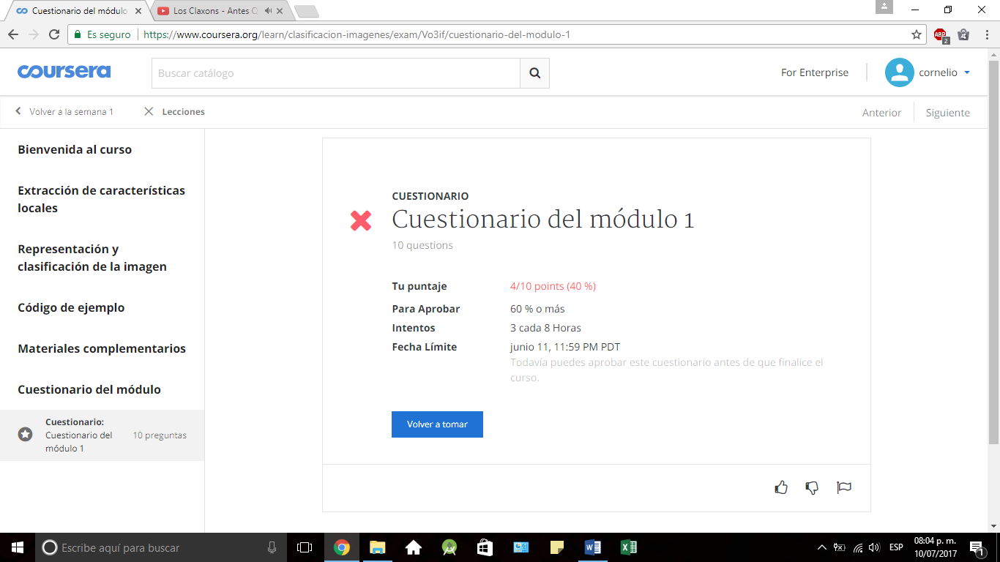 Cuestionario del módulo
Los Claxons - Antes Q
Es seguro
https://www.coursera.org/learn/clasificacion-imagenes/exam/Vo3if/cuestionario-del-modulo-1
ABP
2
coursera
Buscar catálogo
For Enterprise
cornelio
Volver a la semana 1
Lecciones
Anterior
Siguiente
Bienvenida al curso
Extracción de características
locales
Representación y
clasificación de la imagen
Código de ejemplo
Materiales complementarios
Cuestionario del módulo
Cuestionario:
Cuestionario del
módulo 1
10 preguntas
CUESTIONARIO
Cuestionario del módulo 1
10 questions
Tu puntaje 4/10 points (40 %)
Para Aprobar 60 % o más
Intentos 3 cada 8 Horas
Fecha Límite junio 11, 11:59 PM PDT
Todavía puedes aprobar este cuestionario antes de que finalice el
curso.
Volver a tomar
Escribe aquí para buscar
ESP
08:04 p. m.
10/07/2017
1